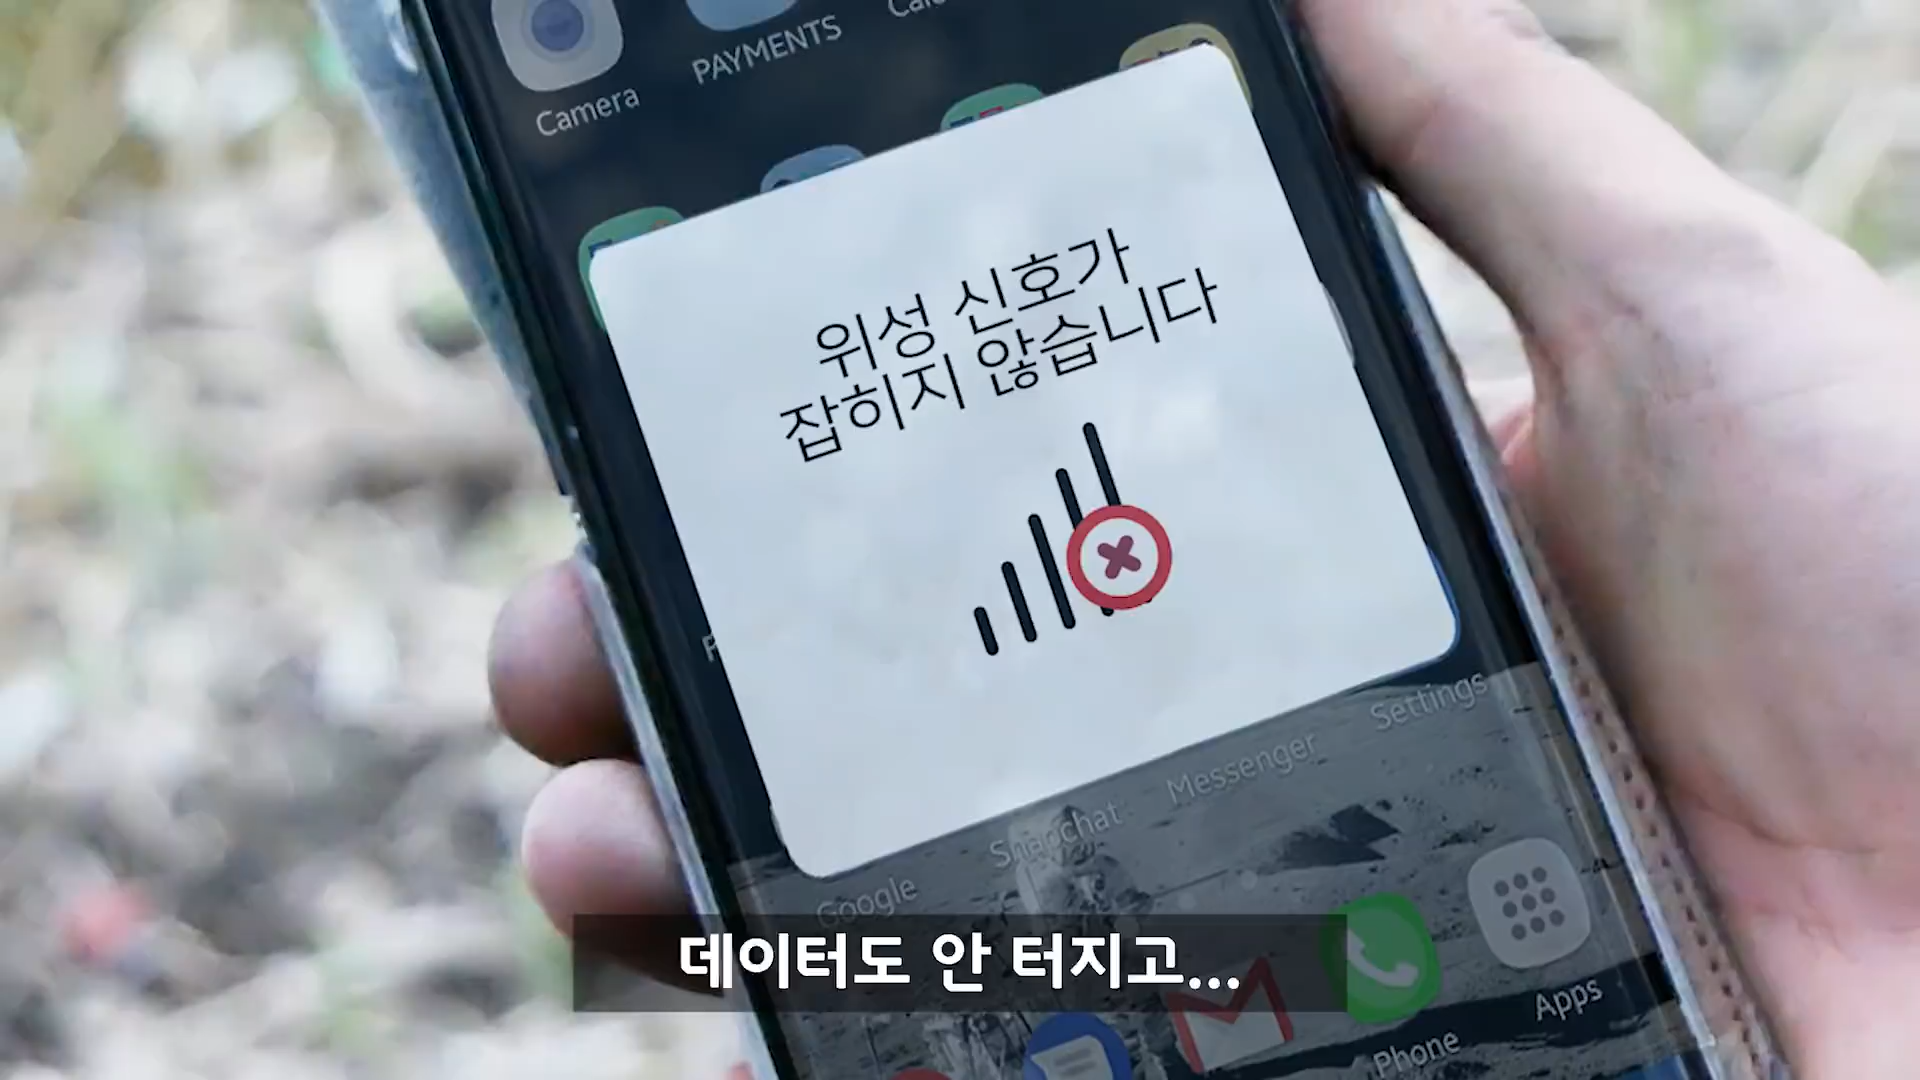 Camera
PAYMENTS
위성 신호가
잡히지 않습니다
Settings
Messenger
Snapchat
Google
데이터도 안 터지고...
Apps
Phone